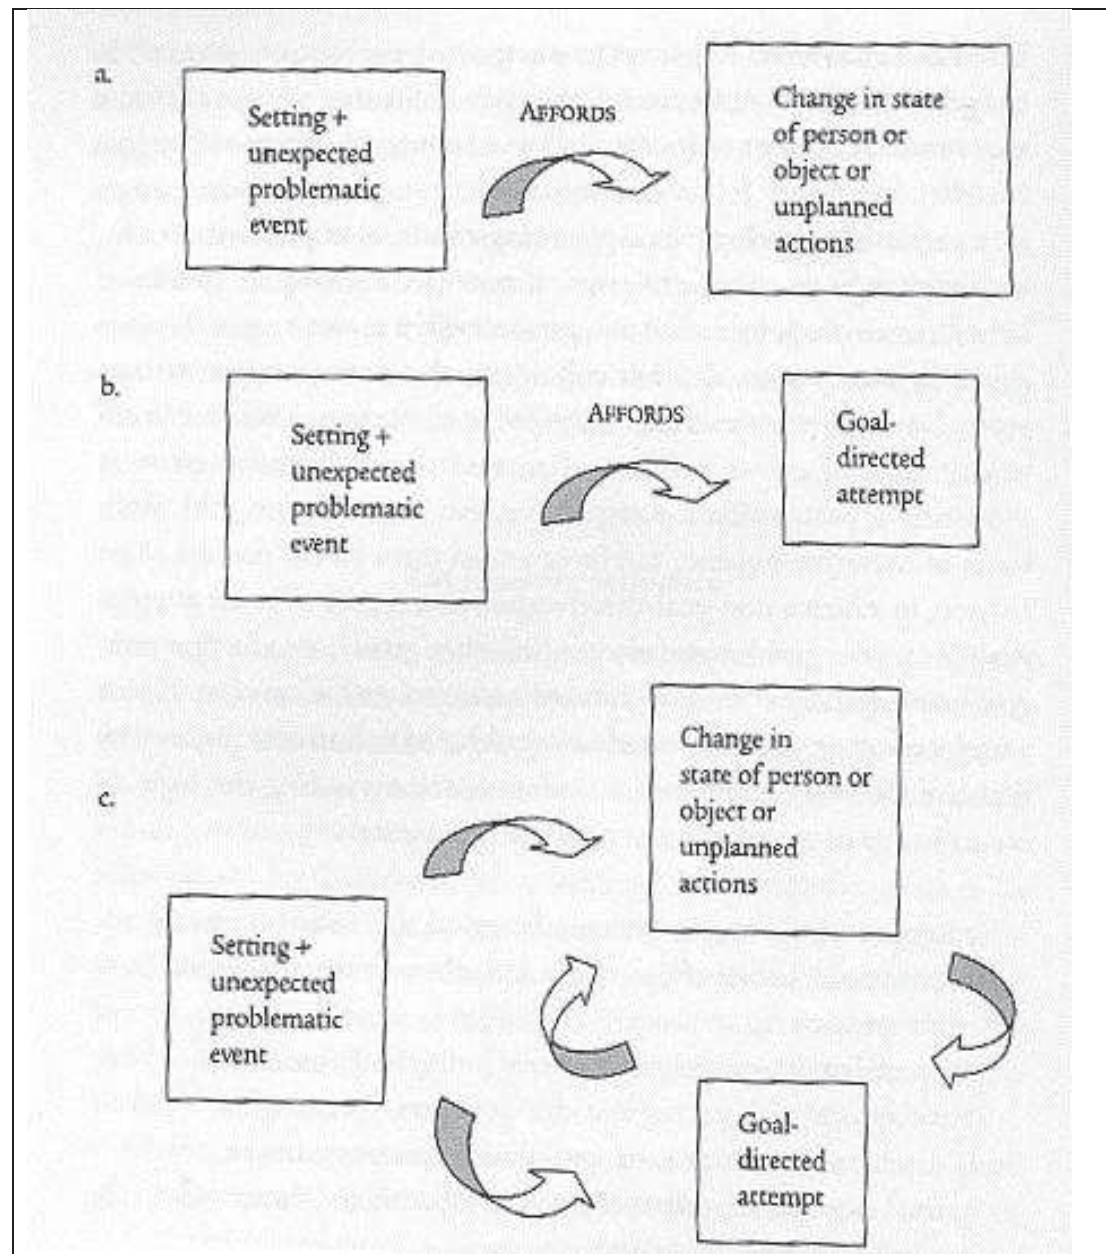 a.
Setting +
unexpected
problematic
event
AFFORDS
Change in state
of person or
object or
unplanned
actions
b.
Setting +
unexpected
problematic
event
AFFORDS
Goal-
directed
attempt
c.
Setting +
unexpected
problematic
event
Change in
state of person or
object or
unplanned
actions
Goal-
directed
attempt